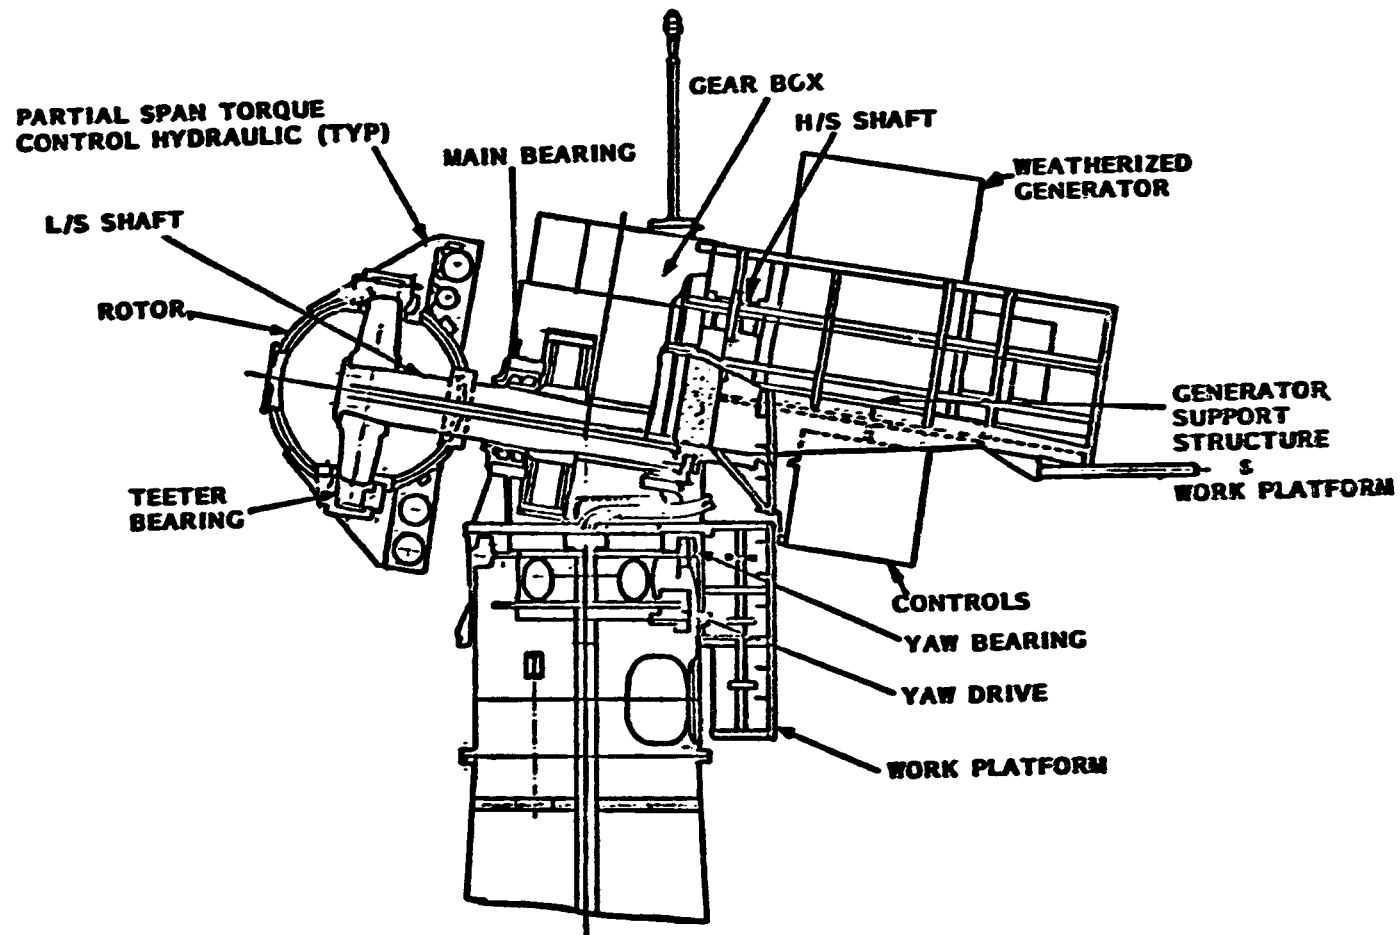 GEAR BOX
PARTIAL SPAN TORQUE
CONTROL HYDRAULIC (TYP)
H/S SHAFT
MAIN BEARING
WEATHERIZED
GENERATOR
L/S SHAFT
ROTOR
GENERATOR
SUPPORT
STRUCTURE
&
WORK PLATFORM
TEETER
BEARING
CONTROLS
YAW BEARING
YAW DRIVE
WORK PLATFORM